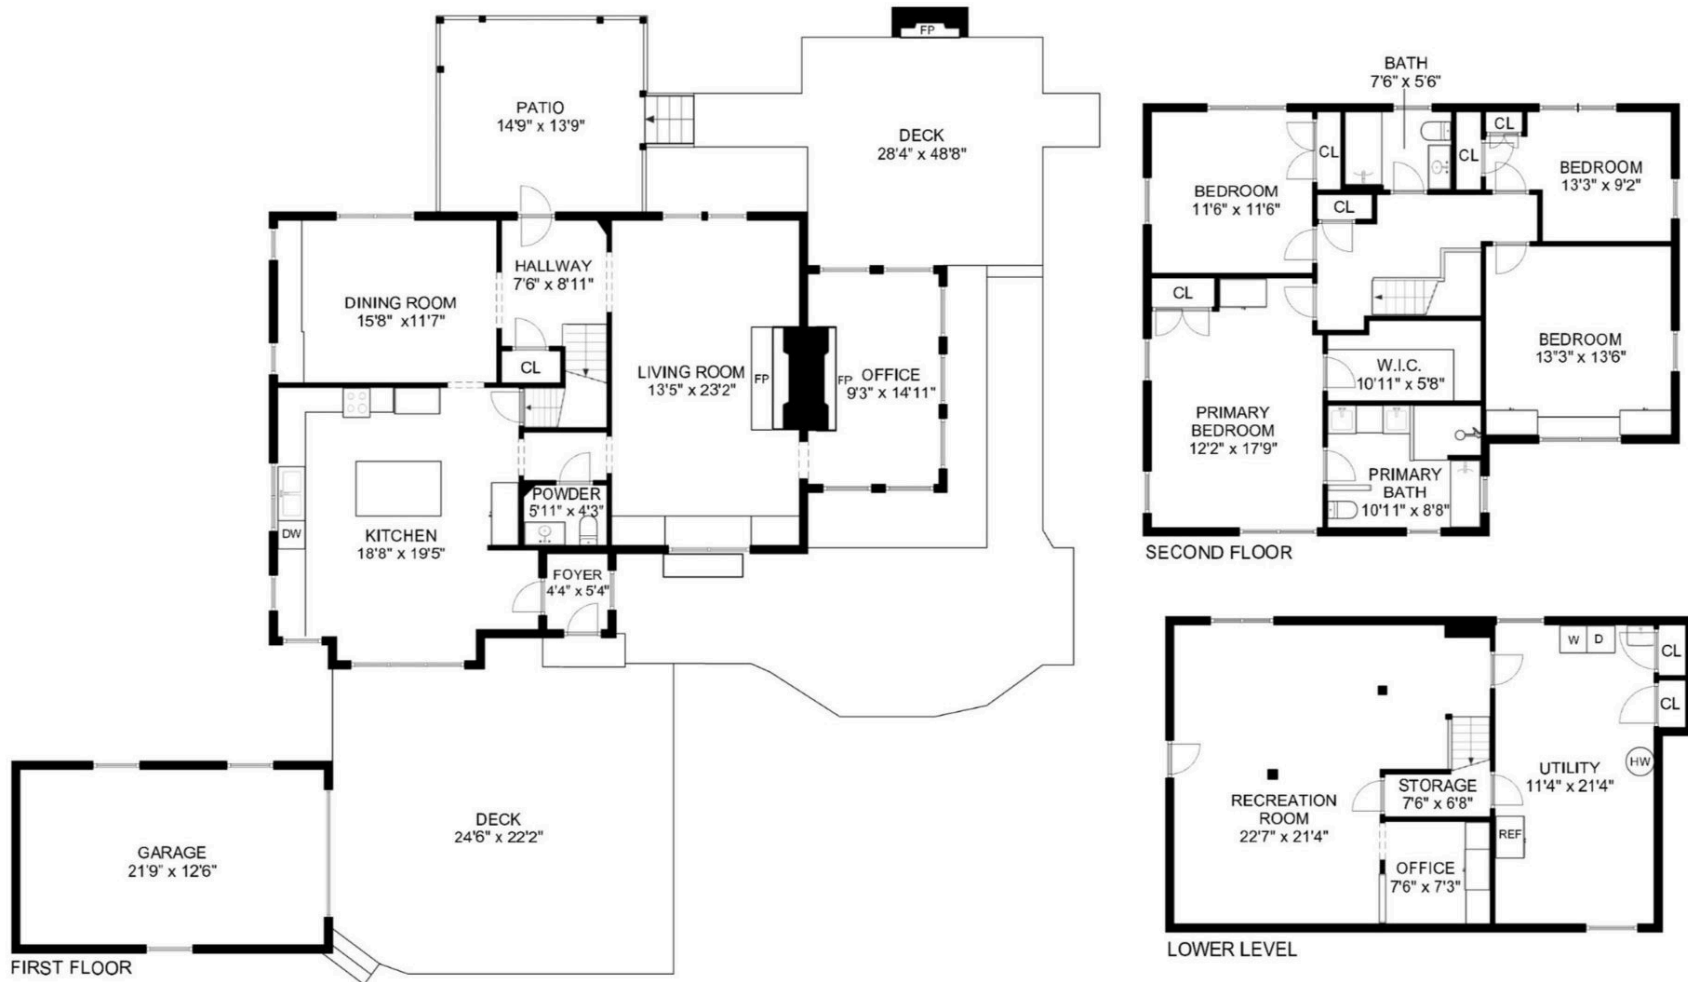 FP
PATIO
14'9" x 13'9"
DECK
28'4" x 48'8"
HALLWAY
7'6" x 8'11"
DINING ROOM
15'8" x11'7"
CL
LIVING ROOM
13'5" x 23'2"
FP
FP
OFFICE
9'3" x 14'11"
POWDER
5'11" x 4'3"
DW
KITCHEN
18'8" x 19'5"
FOYER
4'4" x 5'4"
DECK
24'6" x 22'2"
GARAGE
21'9" x 12'6"
FIRST FLOOR
BATH
7'6" x 5'6"
CL
CL
CL
BEDROOM
13'3" x 9'2"
BEDROOM
11'6" x 11'6"
CL
CL
BEDROOM
13"3" x 13'6"
W.I.C.
10'11" x 5'8"
PRIMARY
BEDROOM
12'2" x 17'9"
PRIMARY
BATH
10'11" x 8'8"
SECOND FLOOR
W D
CL
CL
HW
UTILITY
11'4" x 21'4"
STORAGE
7'6" x 6'8"
RECREATION
ROOM
22'7" x 21'4"
REF
OFFICE
7'6" x 7'3"
LOWER LEVEL